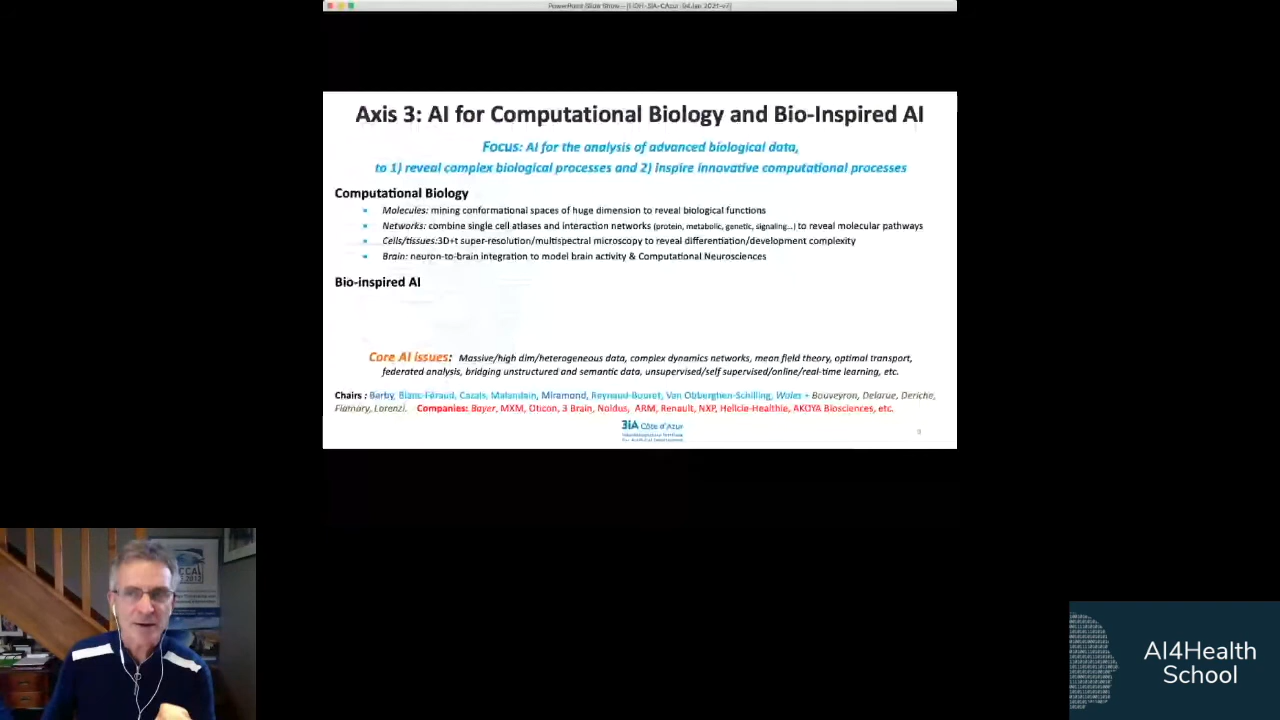 Axis 3: AI for Computational Biology and Bio-Inspired AI
Focus: AI for the analysis of advanced biological data,
to 1) reveal complex biological processes and 2) inspire innovative computational processes
Computational Biology
Molecules: mining conformational spaces of huge dimension to reveal biological functions
Networks: combine single cell atlases and interaction networks (protein, metabolic, genetic, signaling...) to reveal molecular pathways
Cells/tissues:3D+t super-resolution/multispectral microscopy to reveal differentiation/development complexity
Brain: neuron-to-brain integration to model brain activity & Computational Neurosciences
Bio-inspired AI
Core AI issues: Massive/high dim/heterogeneous data, complex dynamics networks, mean field theory, optimal transport,
federated analysis, bridging unstructured and semantic data, unsupervised/self supervised/online/real-time learning, etc.
Chairs : Barby, Blanc-Féraud, Cazals, Malandain, Miramond, Reynaud-Bouret, Van Obberghen-Schilling, Wales + Bouveyron, Delarue, Deriche,
Flamary, Lorenzi. Companies: Bayer, MXM, Oticon, 3 Brain, Noldus, ARM, Renault, NXP, Hellcie-Healthie, AKOYA Biosciences, etc.
3iA Côte d'Azur
CCA
2012
AI4Health
School